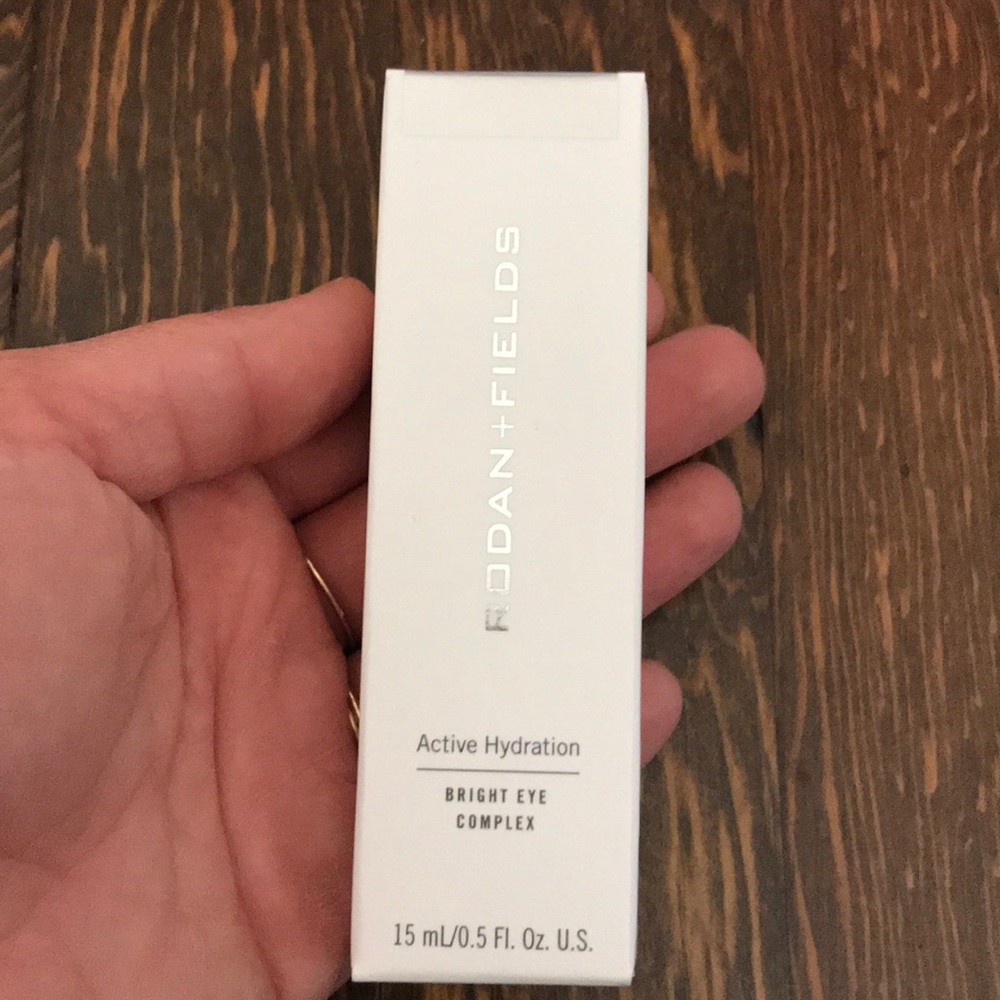 RODAN+FIELDS
Active Hydration
BRIGHT EYE
COMPLEX
15 mL/0.5 Fl. Oz. U.S.